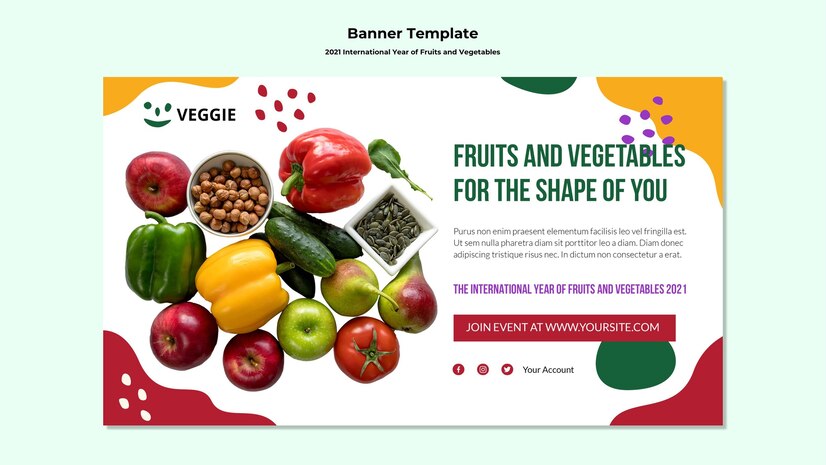 Banner Template
2021 International Year of Fruits and Vegetables
VEGGIE
FRUITS AND VEGETABLES
FOR THE SHAPE OF YOU
Purus non enim praesent elementum facilisis leo vel fringilla est.
Ut sem nulla pharetra diam sit porttitor leo a diam. Diam donec
adipiscing tristique risus nec. In dictum non consectetur a erat.
THE INTERNATIONAL YEAR OF FRUITS AND VEGETABLES 2021
JOIN EVENT AT WWW.YOURSITE.COM
Your Account